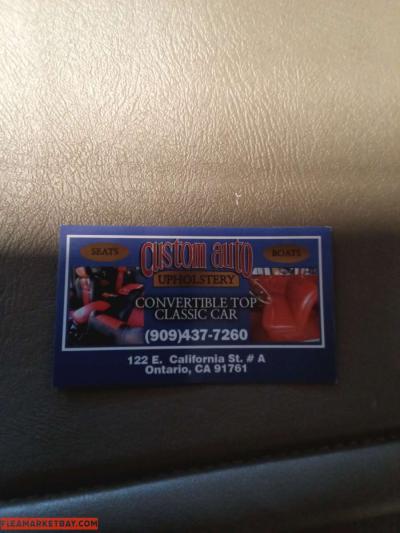 SEATS
custom auto
BOATS
UPHOLSTERY
CONVERTIBLE TOP
CLASSIC CAR
(909)437-7260
122 E. California St. # A
Ontario, CA 91761
FLEAMARKETBAY.COM